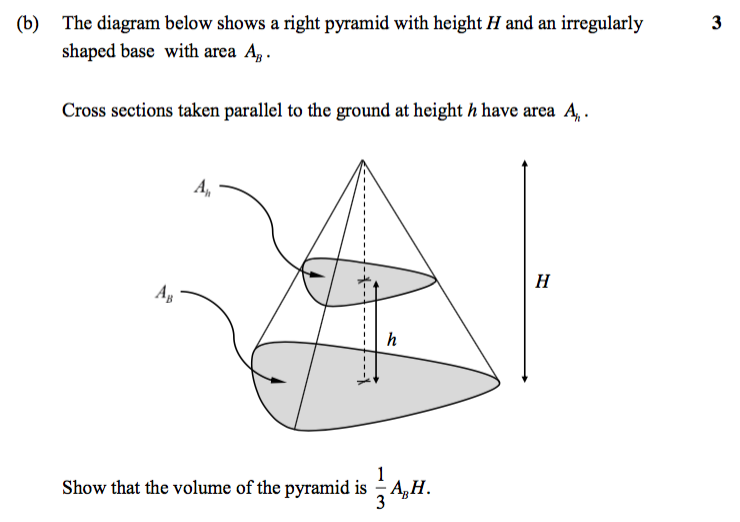 (b) The diagram below shows a right pyramid with height H and an irregularly 3
shaped base with area A_B .
Cross sections taken parallel to the ground at height h have area A_h .
A_h
A_B
H
h
Show that the volume of the pyramid is 1/3 A_B H.